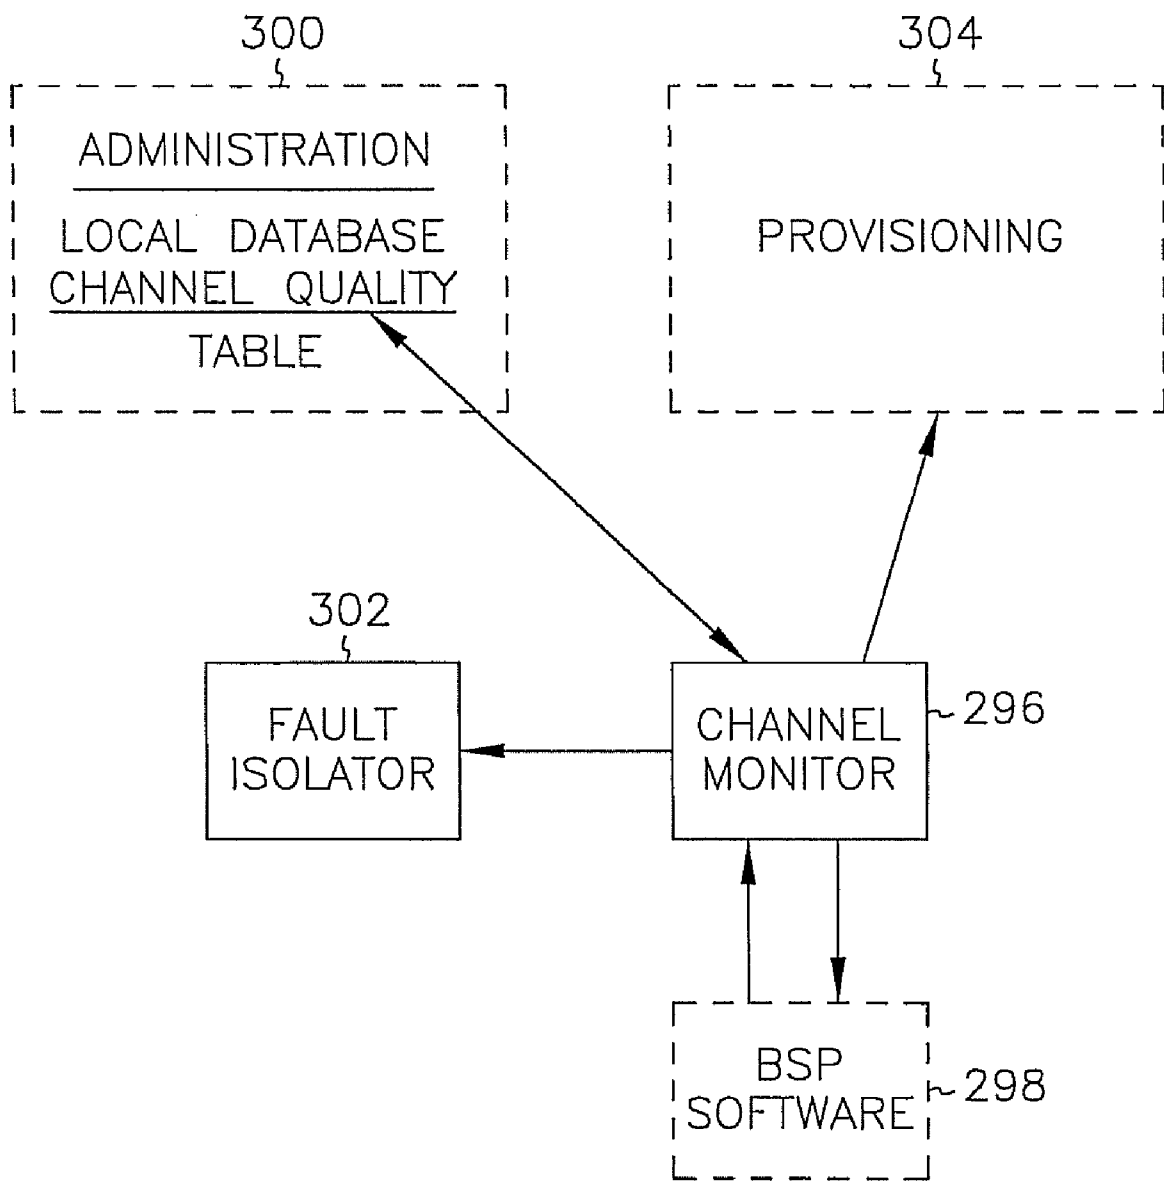 300
ADMINISTRATION
LOCAL DATABASE
CHANNEL QUALITY
TABLE
304
PROVISIONING
302
FAULT
ISOLATOR
CHANNEL
MONITOR
296
BSP
SOFTWARE
298